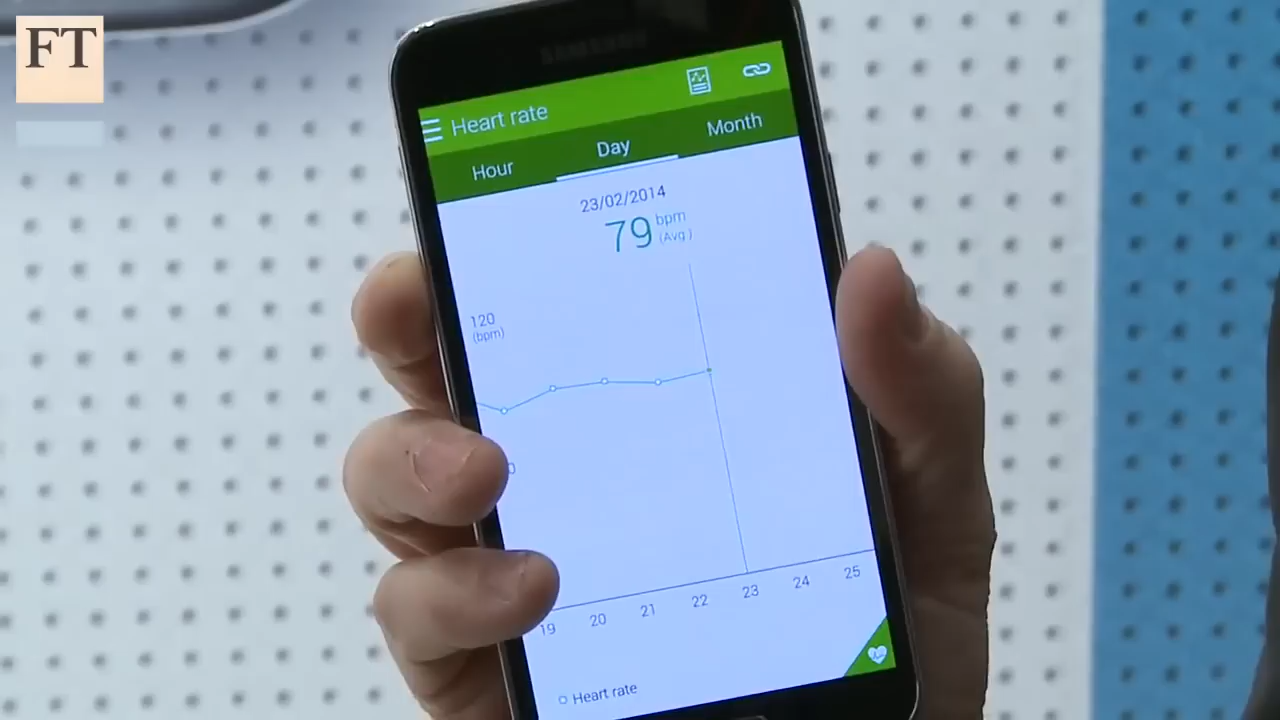 FT
SAMSUNG
Heart rate
Hour Day Month
23/02/2014
79 bpm
(Avg.)
120
(bpm)
0
19 20 21 22 23 24 25
Heart rate